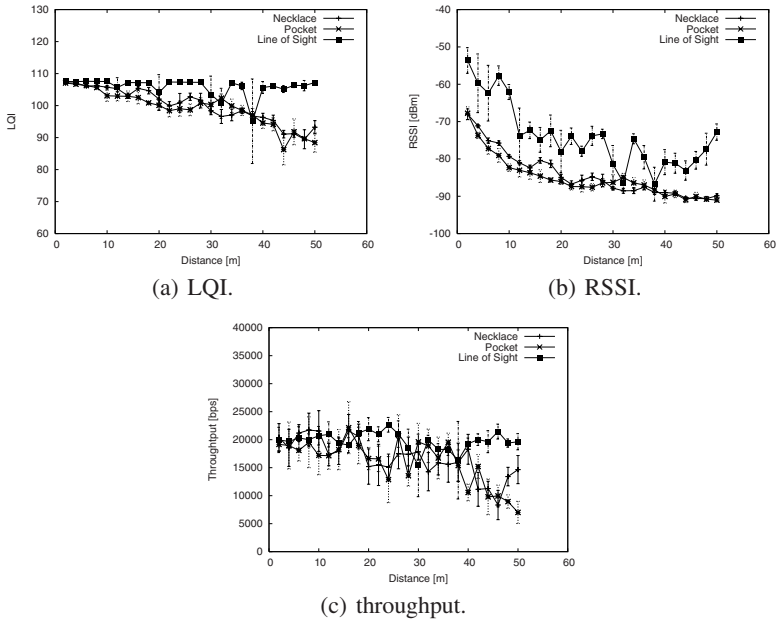 130
120
110
100
90
80
70
60
0 10 20 30 40 50 60
LQI
Distance [m]
Necklace
Pocket
Line of Sight
(a) LQI.
-40
-50
-60
-70
-80
-90
-100
0 10 20 30 40 50 60
RSSI [dBm]
Distance [m]
Necklace
Pocket
Line of Sight
(b) RSSI.
40000
35000
30000
25000
20000
15000
10000
5000
0
0 10 20 30 40 50 60
Throughtput [bps]
Distance [m]
Necklace
Pocket
Line of Sight
(c) throughput.